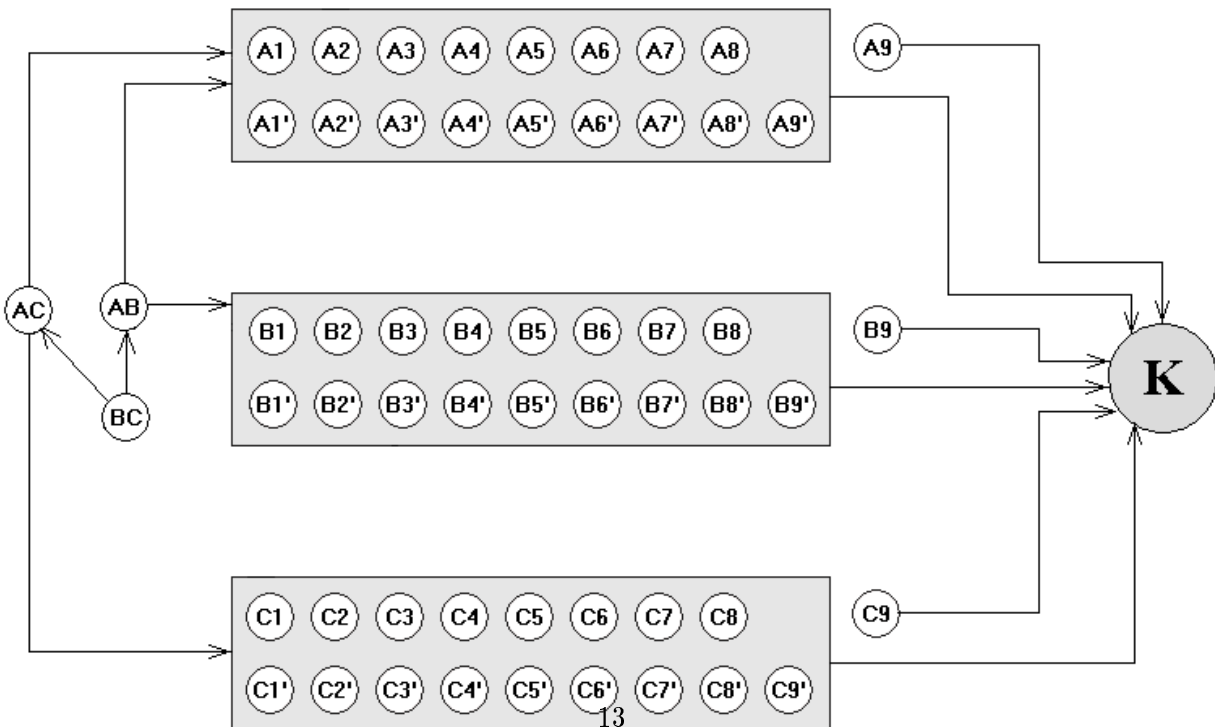 A1 A2 A3 A4 A5 A6 A7 A8 A9
A1' A2' A3' A4' A5' A6' A7' A8' A9'
AC AB
B1 B2 B3 B4 B5 B6 B7 B8 B9
K
BC
B1' B2' B3' B4' B5' B6' B7' B8' B9'
C1 C2 C3 C4 C5 C6 C7 C8 C9
C1' C2' C3' C4' C5' C6' C7' C8' C9'
13